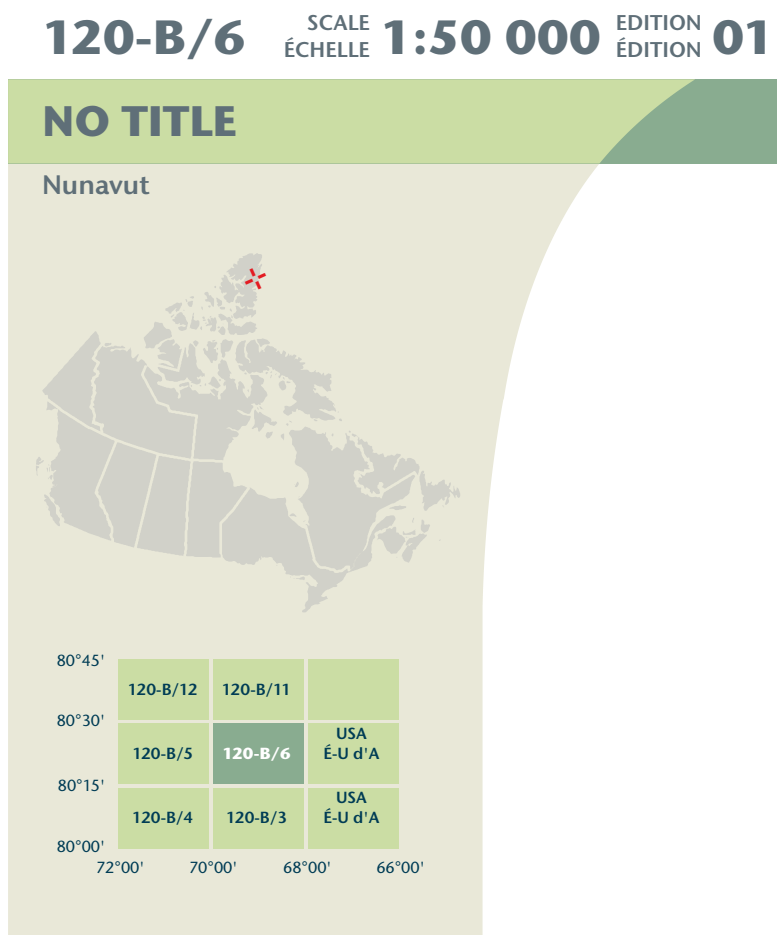 120-B/6 SCALE ÉCHELLE 1:50 000 EDITION ÉDITION 01
NO TITLE
Nunavut
80°45'
120-B/12 120-B/11
80°30'
USA
120-B/5 120-B/6 É-U d'A
80°15'
USA
120-B/4 120-B/3 É-U d'A
80°00'
72°00' 70°00' 68°00' 66°00'